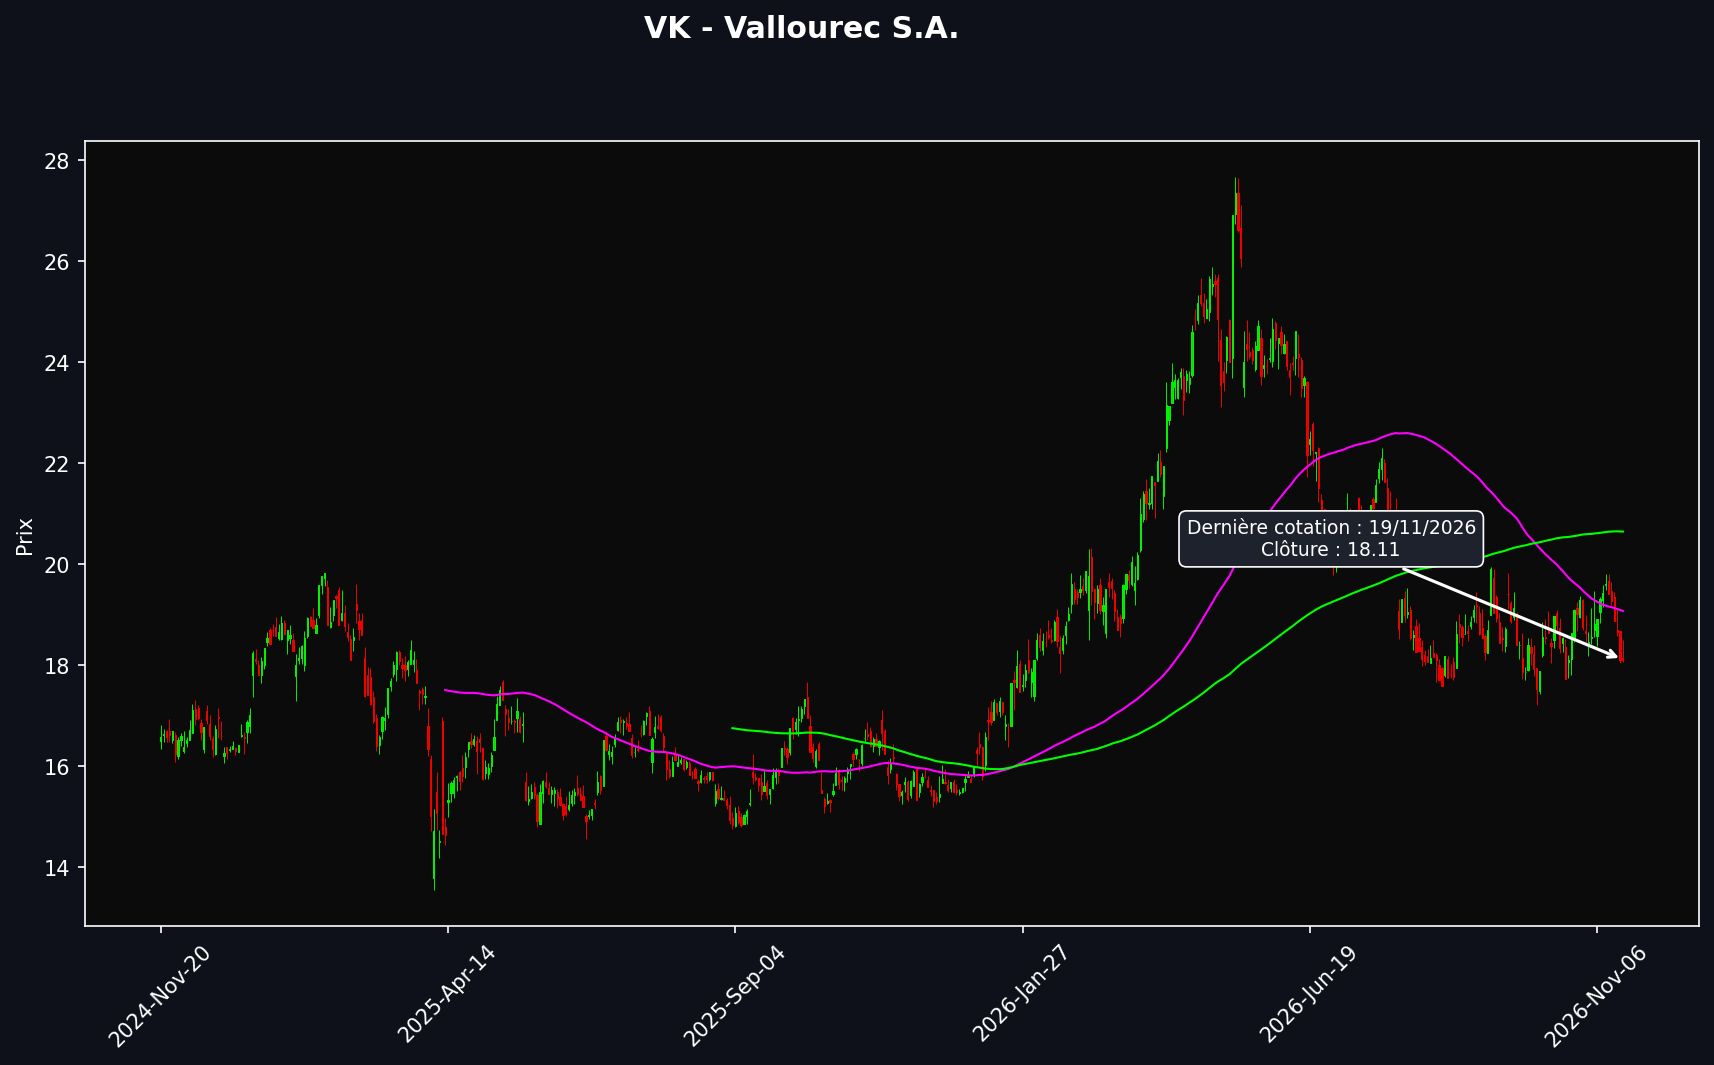 VK - Vallourec S.A.
Prix
28
26
24
22
20
18
16
14
Dernière cotation : 19/11/2026
Clôture : 18.11
2024-Nov-20
2025-Apr-14
2025-Sep-04
2026-Jan-27
2026-Jun-19
2026-Nov-06